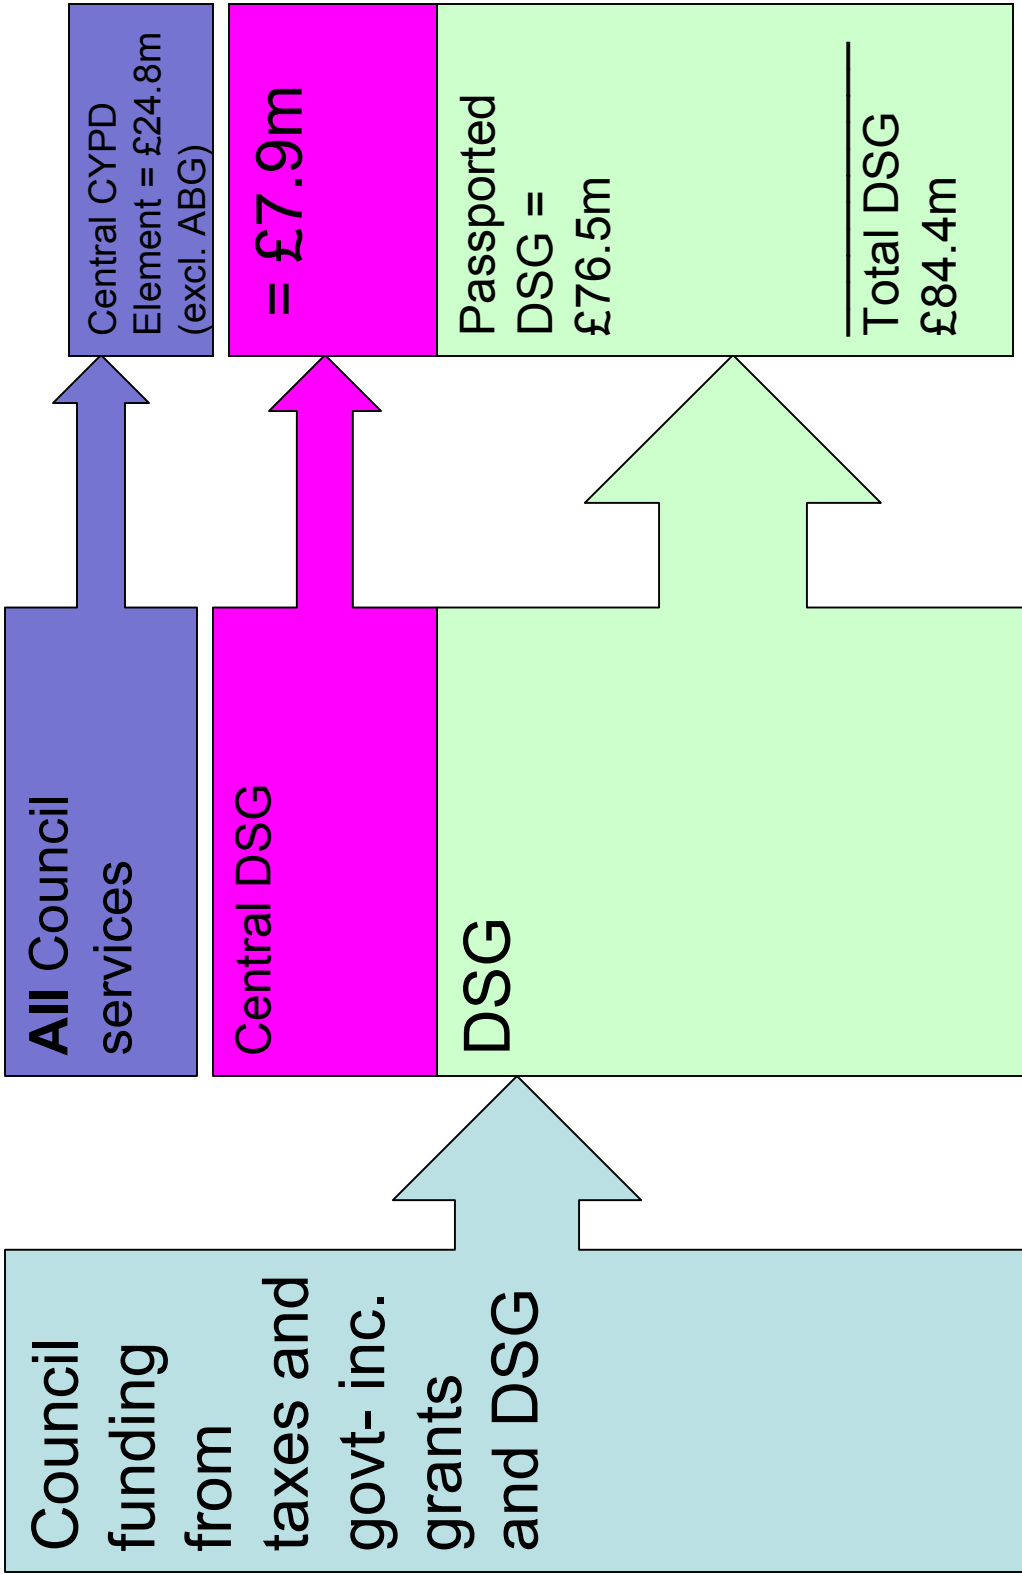 Council
funding
from
taxes and
govt- inc.
grants
and DSG
All Council
services
Central DSG
DSG
Central CYPD
Element = £24.8m
(excl. ABG)
= £7.9m
Passported
DSG =
£76.5m
Total DSG
£84.4m